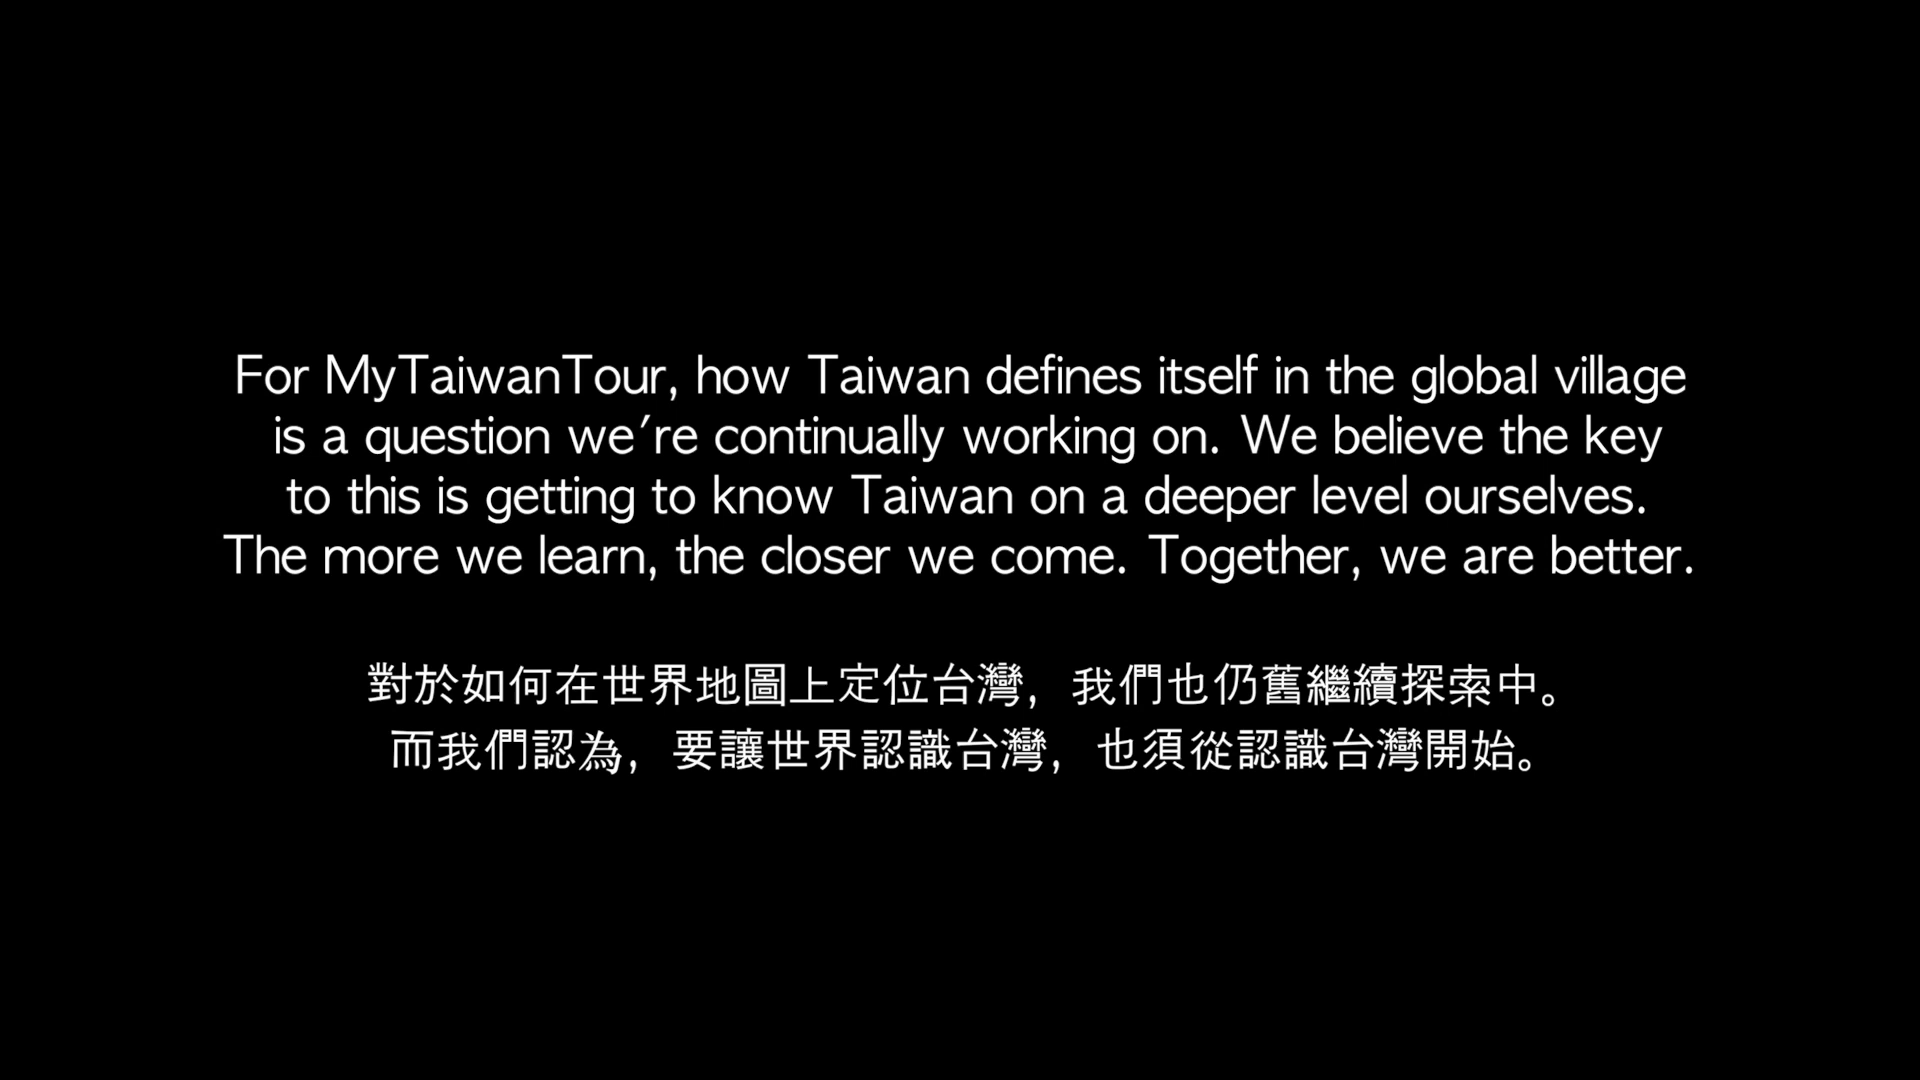 For MyTaiwanTour, how Taiwan defines itself in the global village
is a question we're continually working on. We believe the key
to this is getting to know Taiwan on a deeper level ourselves.
The more we learn, the closer we come. Together, we are better.
對於如何在世界地圖上定位台灣，我們也仍舊繼續探索中。
而我們認為，要讓世界認識台灣，也須從認識台灣開始。